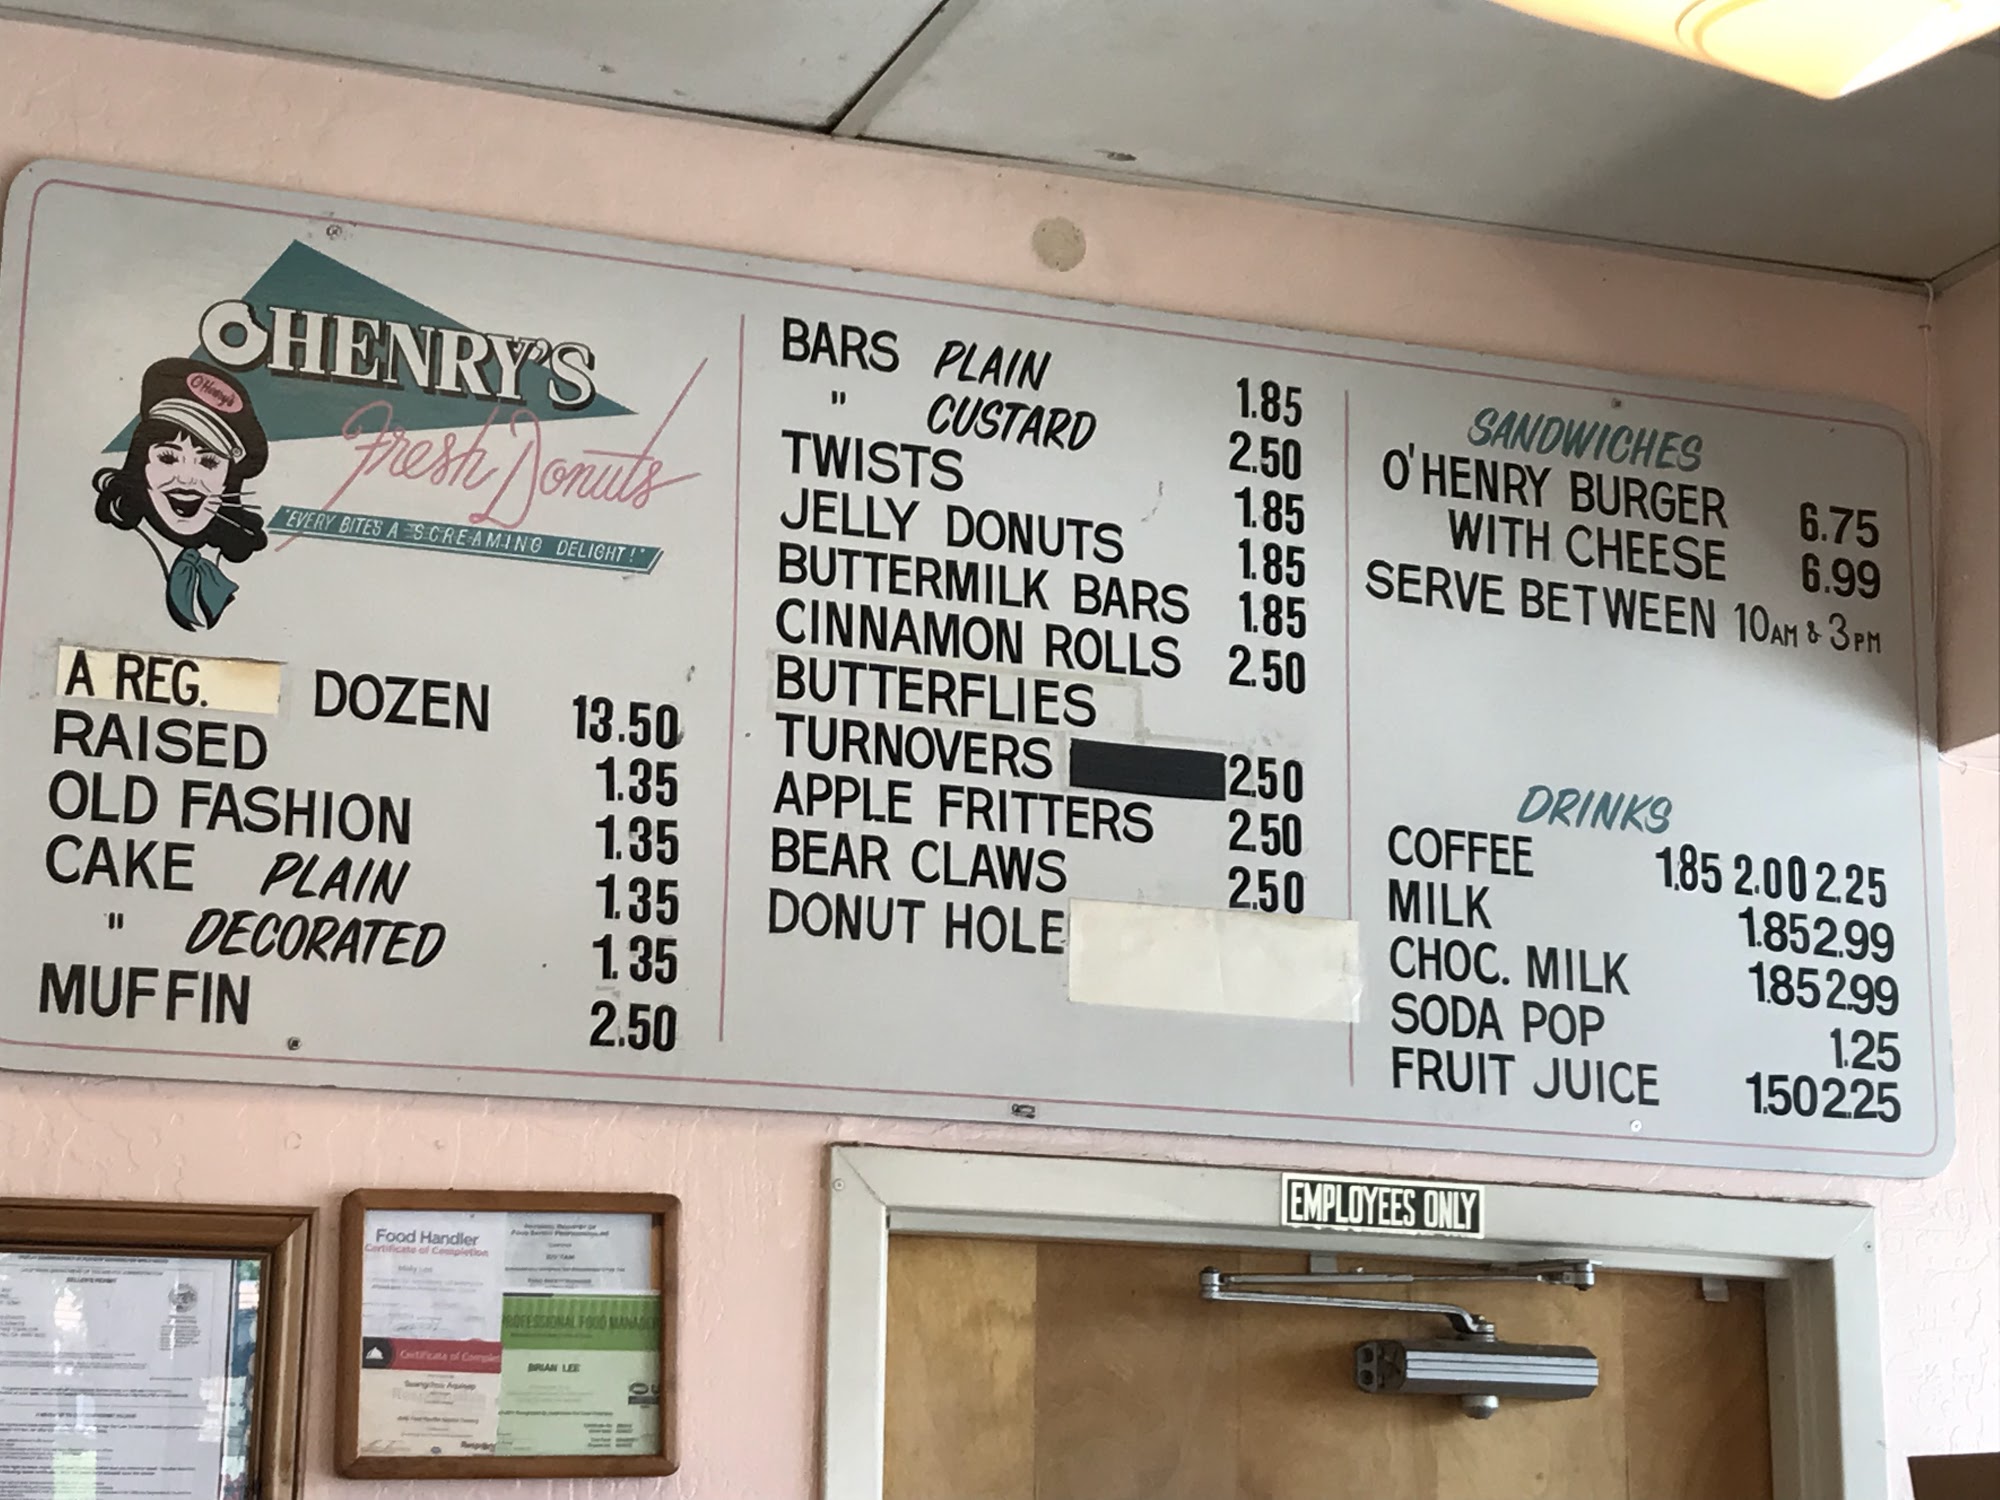 O'HENRY'S
Fresh Donuts
"EVERY BITE'S A SCREAMING DELIGHT!"
O'Henry's
A REG. DOZEN 13.50
RAISED 1.35
OLD FASHION 1.35
CAKE PLAIN 1.35
" DECORATED 1.35
MUFFIN 2.50
BARS PLAIN 1.85
" CUSTARD 2.50
TWISTS 1.85
JELLY DONUTS 1.85
BUTTERMILK BARS 1.85
CINNAMON ROLLS 2.50
BUTTERFLIES
TURNOVERS 2.50
APPLE FRITTERS 2.50
BEAR CLAWS 2.50
DONUT HOLE
SANDWICHES
O'HENRY BURGER 6.75
WITH CHEESE 6.99
SERVE BETWEEN 10AM & 3PM
DRINKS
COFFEE 1.85 2.00 2.25
MILK 1.85 2.99
CHOC. MILK 1.85 2.99
SODA POP 1.25
FRUIT JUICE 1.50 2.25
EMPLOYEES ONLY
Food Handler
Certificate of Completion
PROFESSIONAL FOOD MANAGER
Certificate of Complet
BRIAN LEE